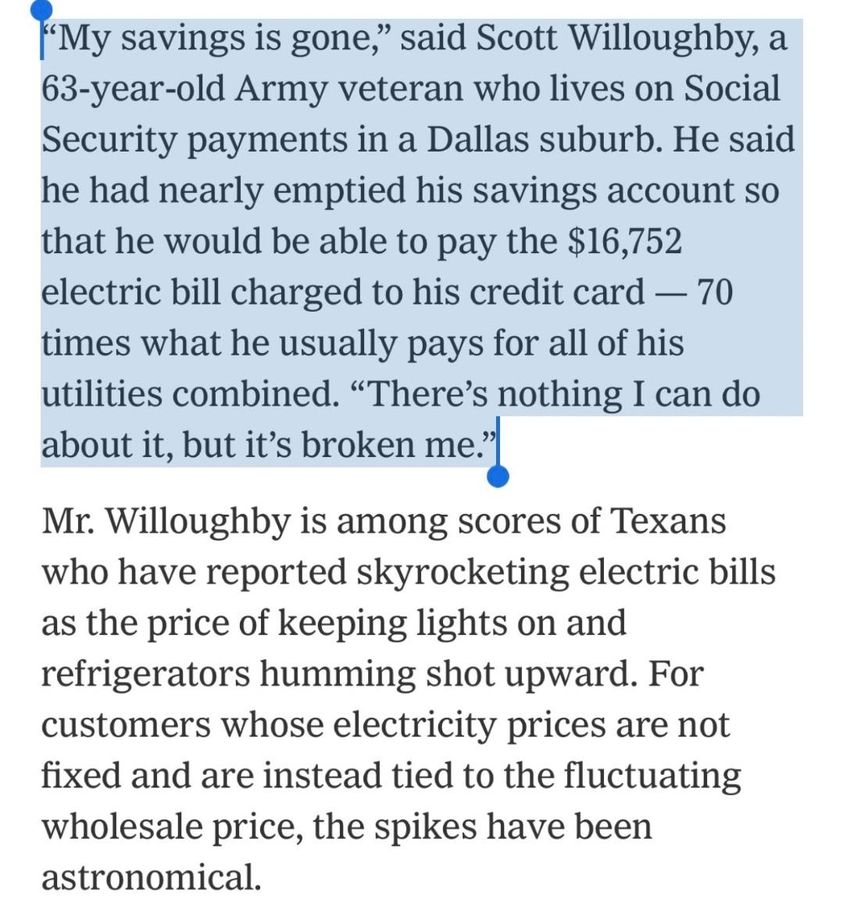 “My savings is gone,” said Scott Willoughby, a
63-year-old Army veteran who lives on Social
Security payments in a Dallas suburb. He said
he had nearly emptied his savings account so
that he would be able to pay the $16,752
electric bill charged to his credit card — 70
times what he usually pays for all of his
utilities combined. “There’s nothing I can do
about it, but it’s broken me.”
Mr. Willoughby is among scores of Texans
who have reported skyrocketing electric bills
as the price of keeping lights on and
refrigerators humming shot upward. For
customers whose electricity prices are not
fixed and are instead tied to the fluctuating
wholesale price, the spikes have been
astronomical.